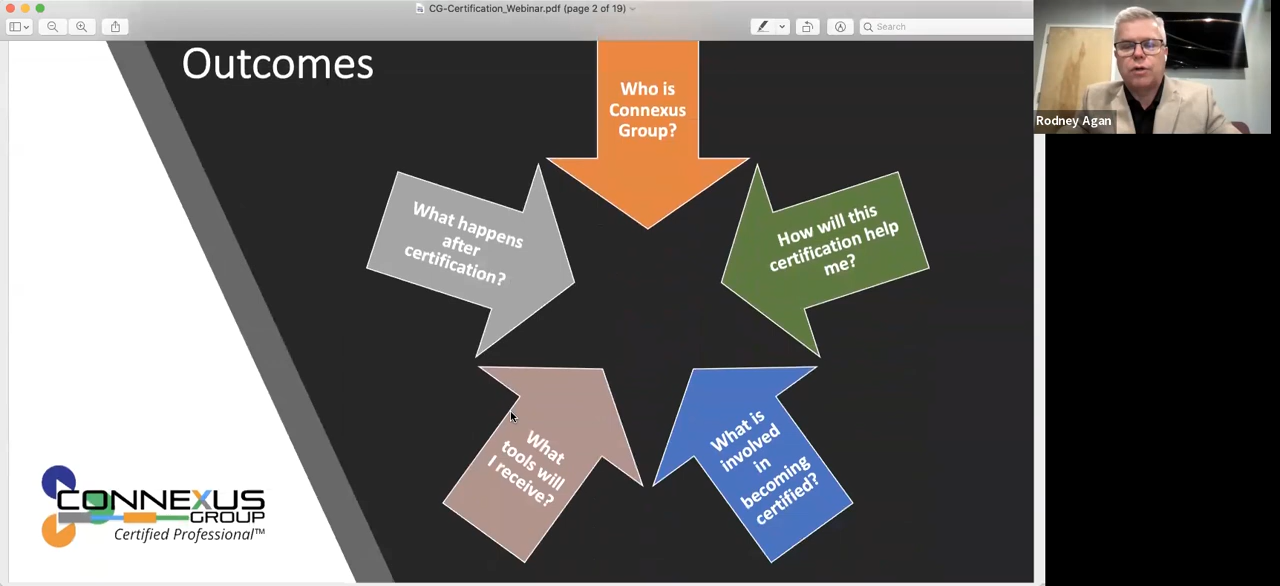 CG-Certification_Webinar.pdf (page 2 of 19)
Search
Rodney Agan
Outcomes
Who is
Connexus
Group?
How will this
certification help
me?
What is
involved
in
becoming
certified?
What
tools will
I receive?
What happens
after
certification?
CONNEXUS
GROUP
Certified Professional™